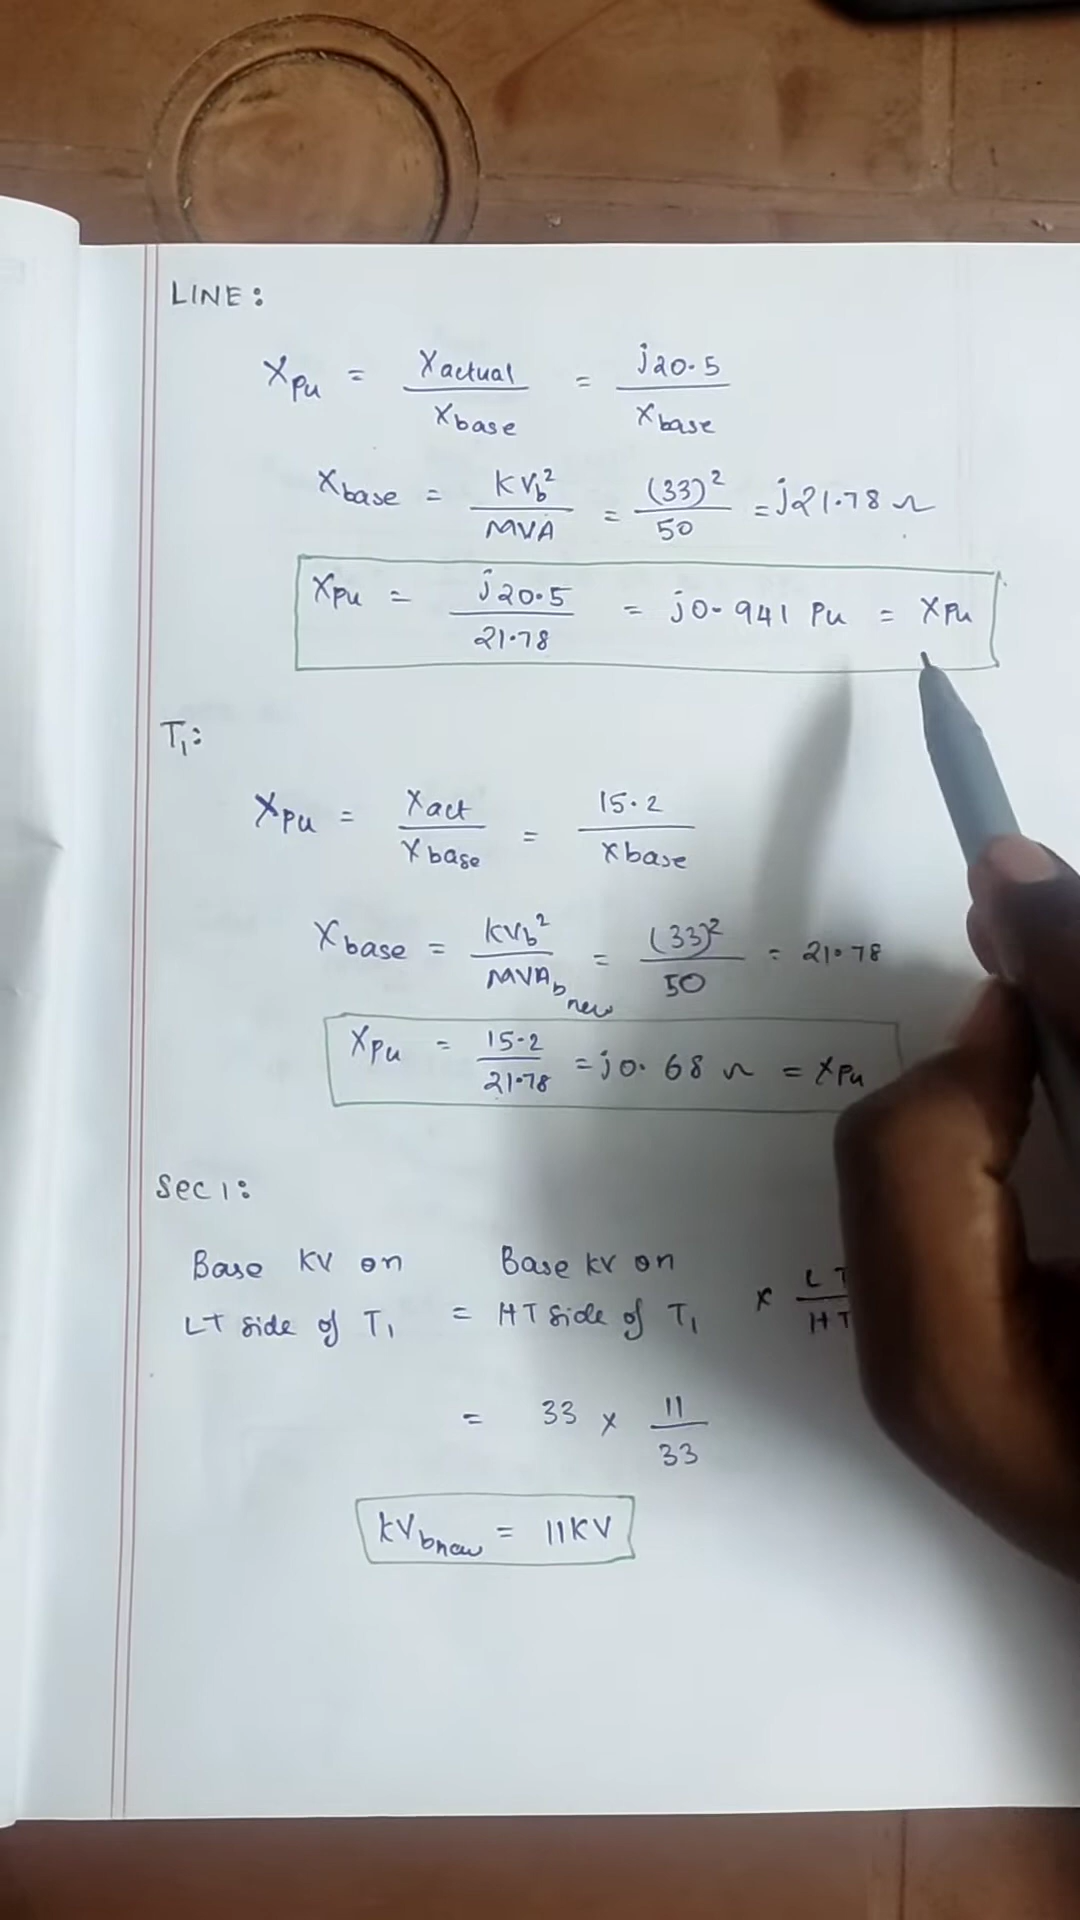 LINE:
Xpu = Xactual / Xbase = j20.5 / Xbase
Xbase = KVb² / MVA = (33)² / 50 = j21.78 Ω
Xpu = j20.5 / 21.78 = j0.941 Pu = Xpu
T1:
Xpu = Xact / Xbase = 15.2 / Xbase
Xbase = KVb² / MVAb new = (33)² / 50 = 21.78
Xpu = 15.2 / 21.78 = j0.68 Ω = Xpu
Sec 1:
Base KV on LT side of T1 = Base KV on HT side of T1 × LT / HT
= 33 × 11 / 33
KVbnew = 11KV